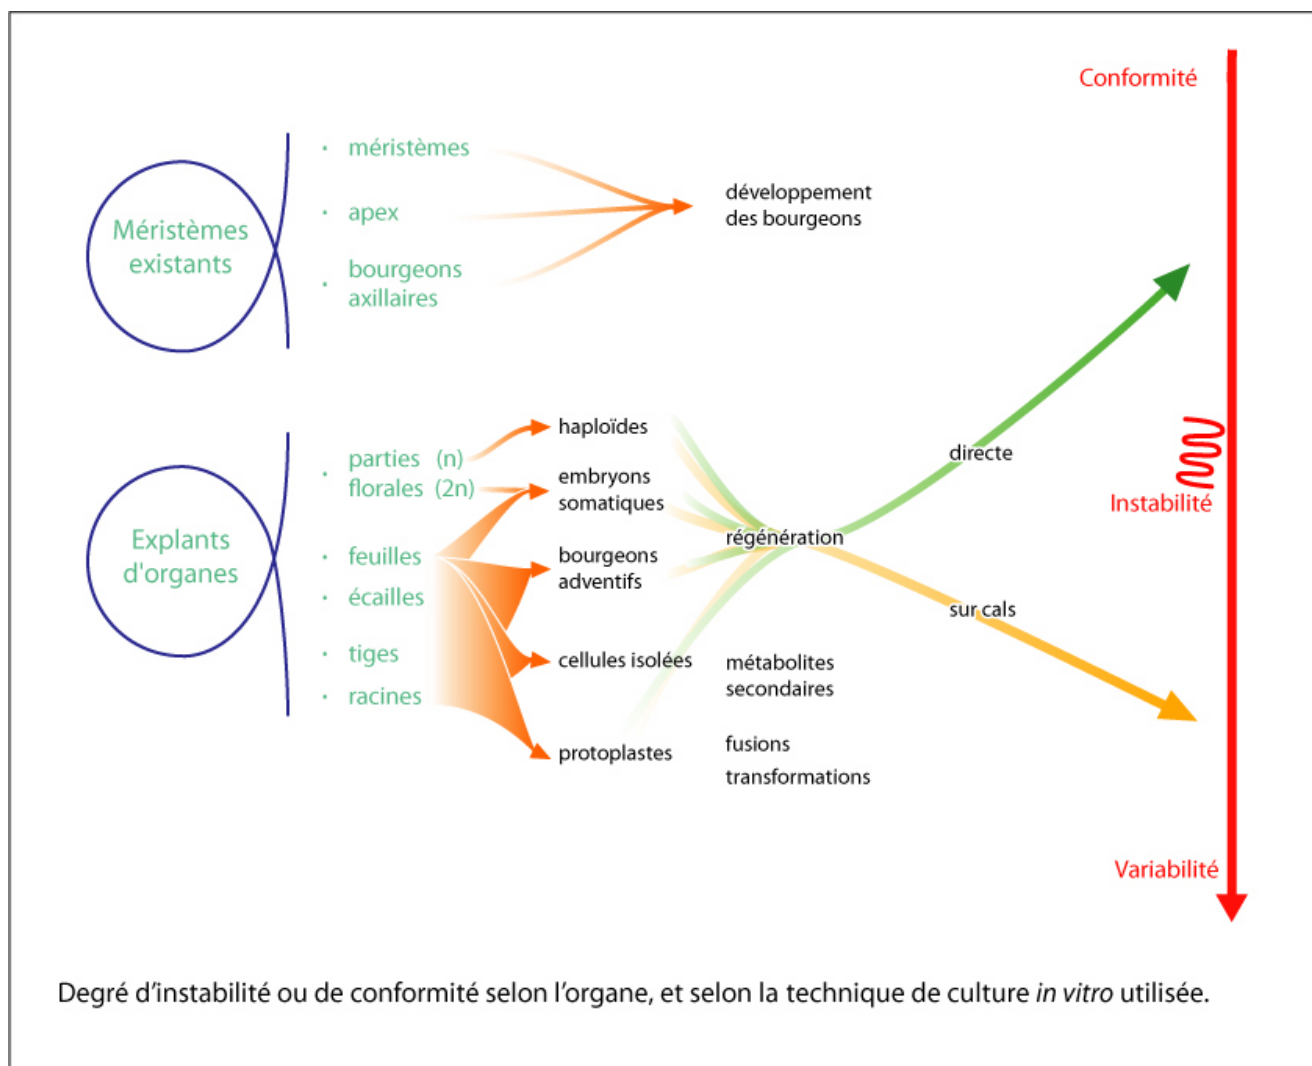 Conformité
Méristèmes
existants
· méristèmes
· apex
· bourgeons
axillaires
développement
des bourgeons
Explants
d'organes
· parties (n)
florales (2n)
· feuilles
· écailles
· tiges
· racines
haploïdes
embryons
somatiques
bourgeons
adventifs
cellules isolées
protoplastes
régénération
métabolites
secondaires
fusions
transformations
directe
sur cals
Instabilité
Variabilité
Degré d'instabilité ou de conformité selon l'organe, et selon la technique de culture in vitro utilisée.